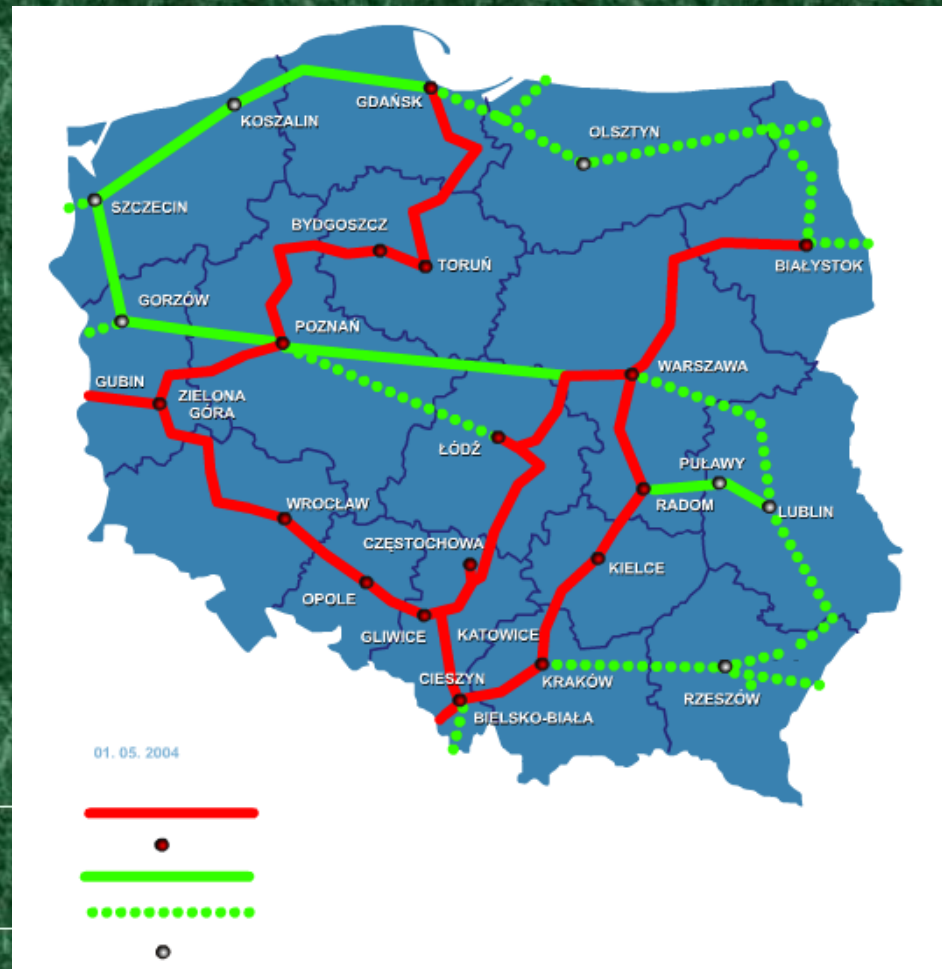 GDAŃSK
KOSZALIN
OLSZTYN
SZCZECIN
BYDGOSZCZ
TORUŃ
BIAŁYSTOK
GORZÓW
POZNAŃ
WARSZAWA
GUBIN
ZIELONA
GÓRA
ŁÓDŹ
PUŁAWY
RADOM
LUBLIN
WROCŁAW
CZĘSTOCHOWA
KIELCE
OPOLE
GLIWICE
KATOWICE
CIESZYN
KRAKÓW
RZESZÓW
BIELSKO-BIAŁA
01. 05. 2004